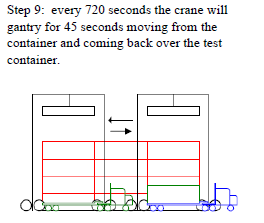 Step 9:  every 720 seconds the crane will
gantry for 45 seconds moving from the
container and coming back over the test
container.